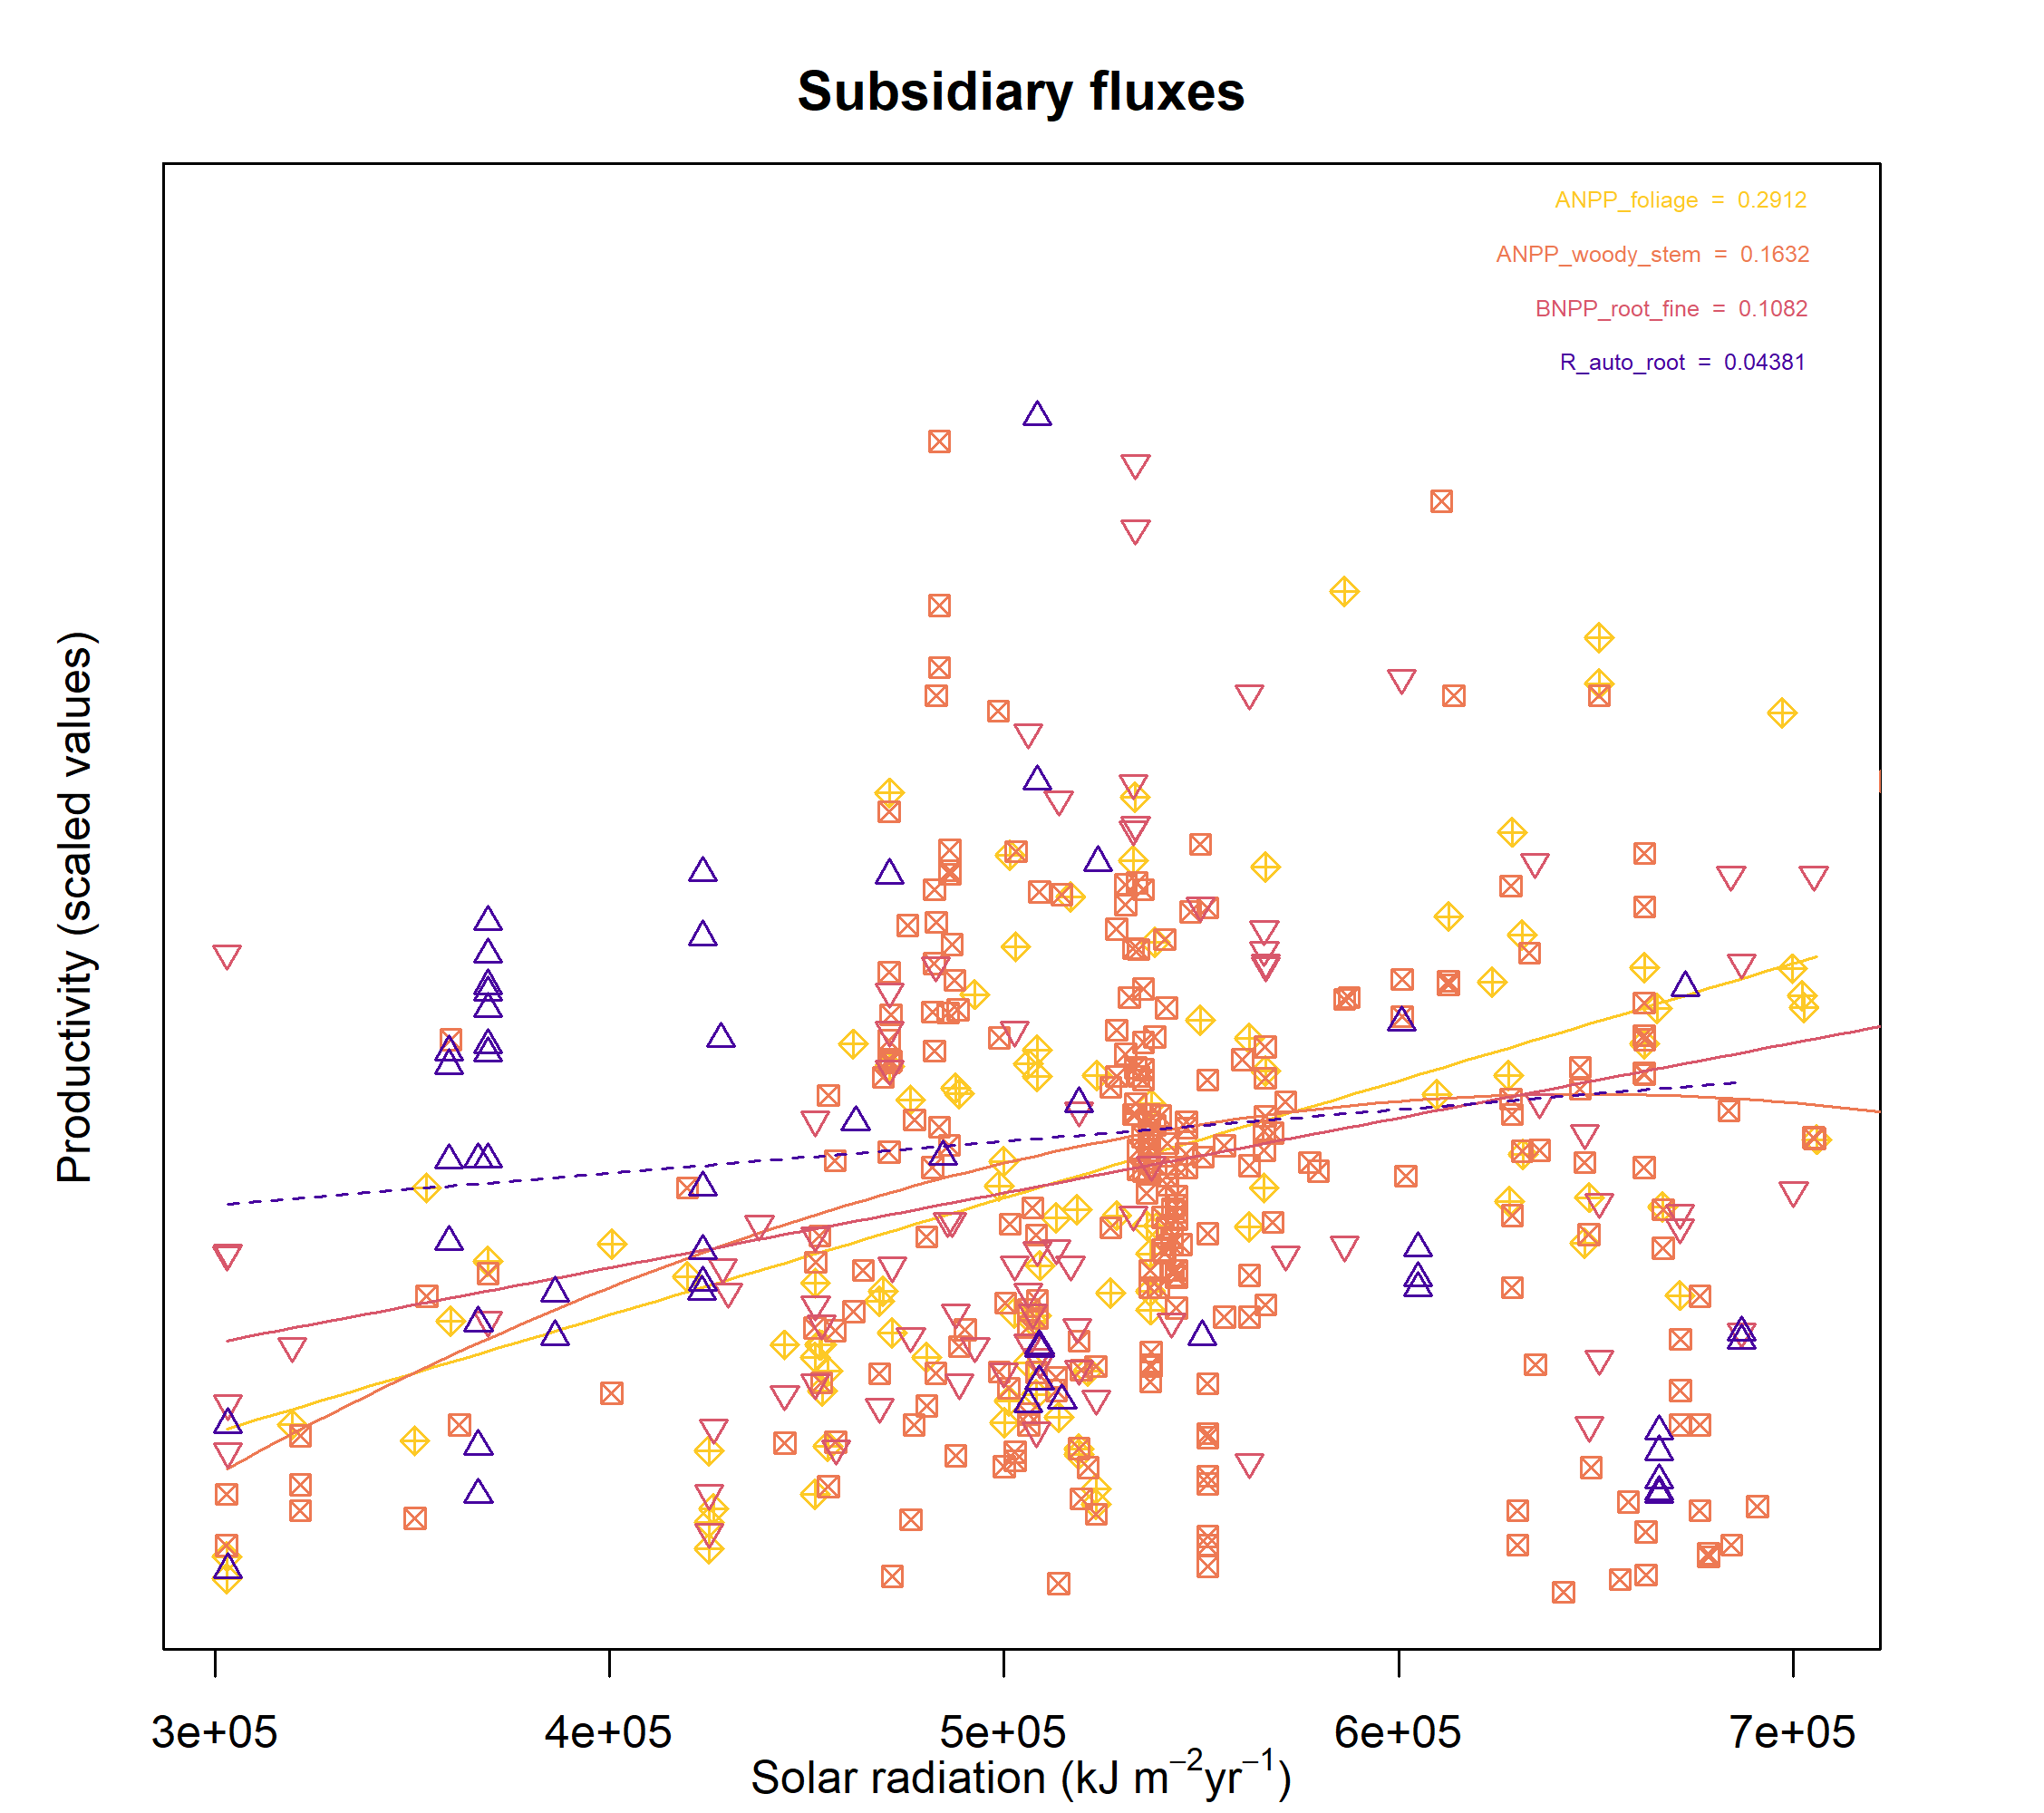 Subsidiary fluxes
ANPP_foliage = 0.2912
ANPP_woody_stem = 0.1632
BNPP_root_fine = 0.1082
R_auto_root = 0.04381
Productivity (scaled values)
3e+05 4e+05 5e+05 6e+05 7e+05
Solar radiation (kJ m⁻²yr⁻¹)